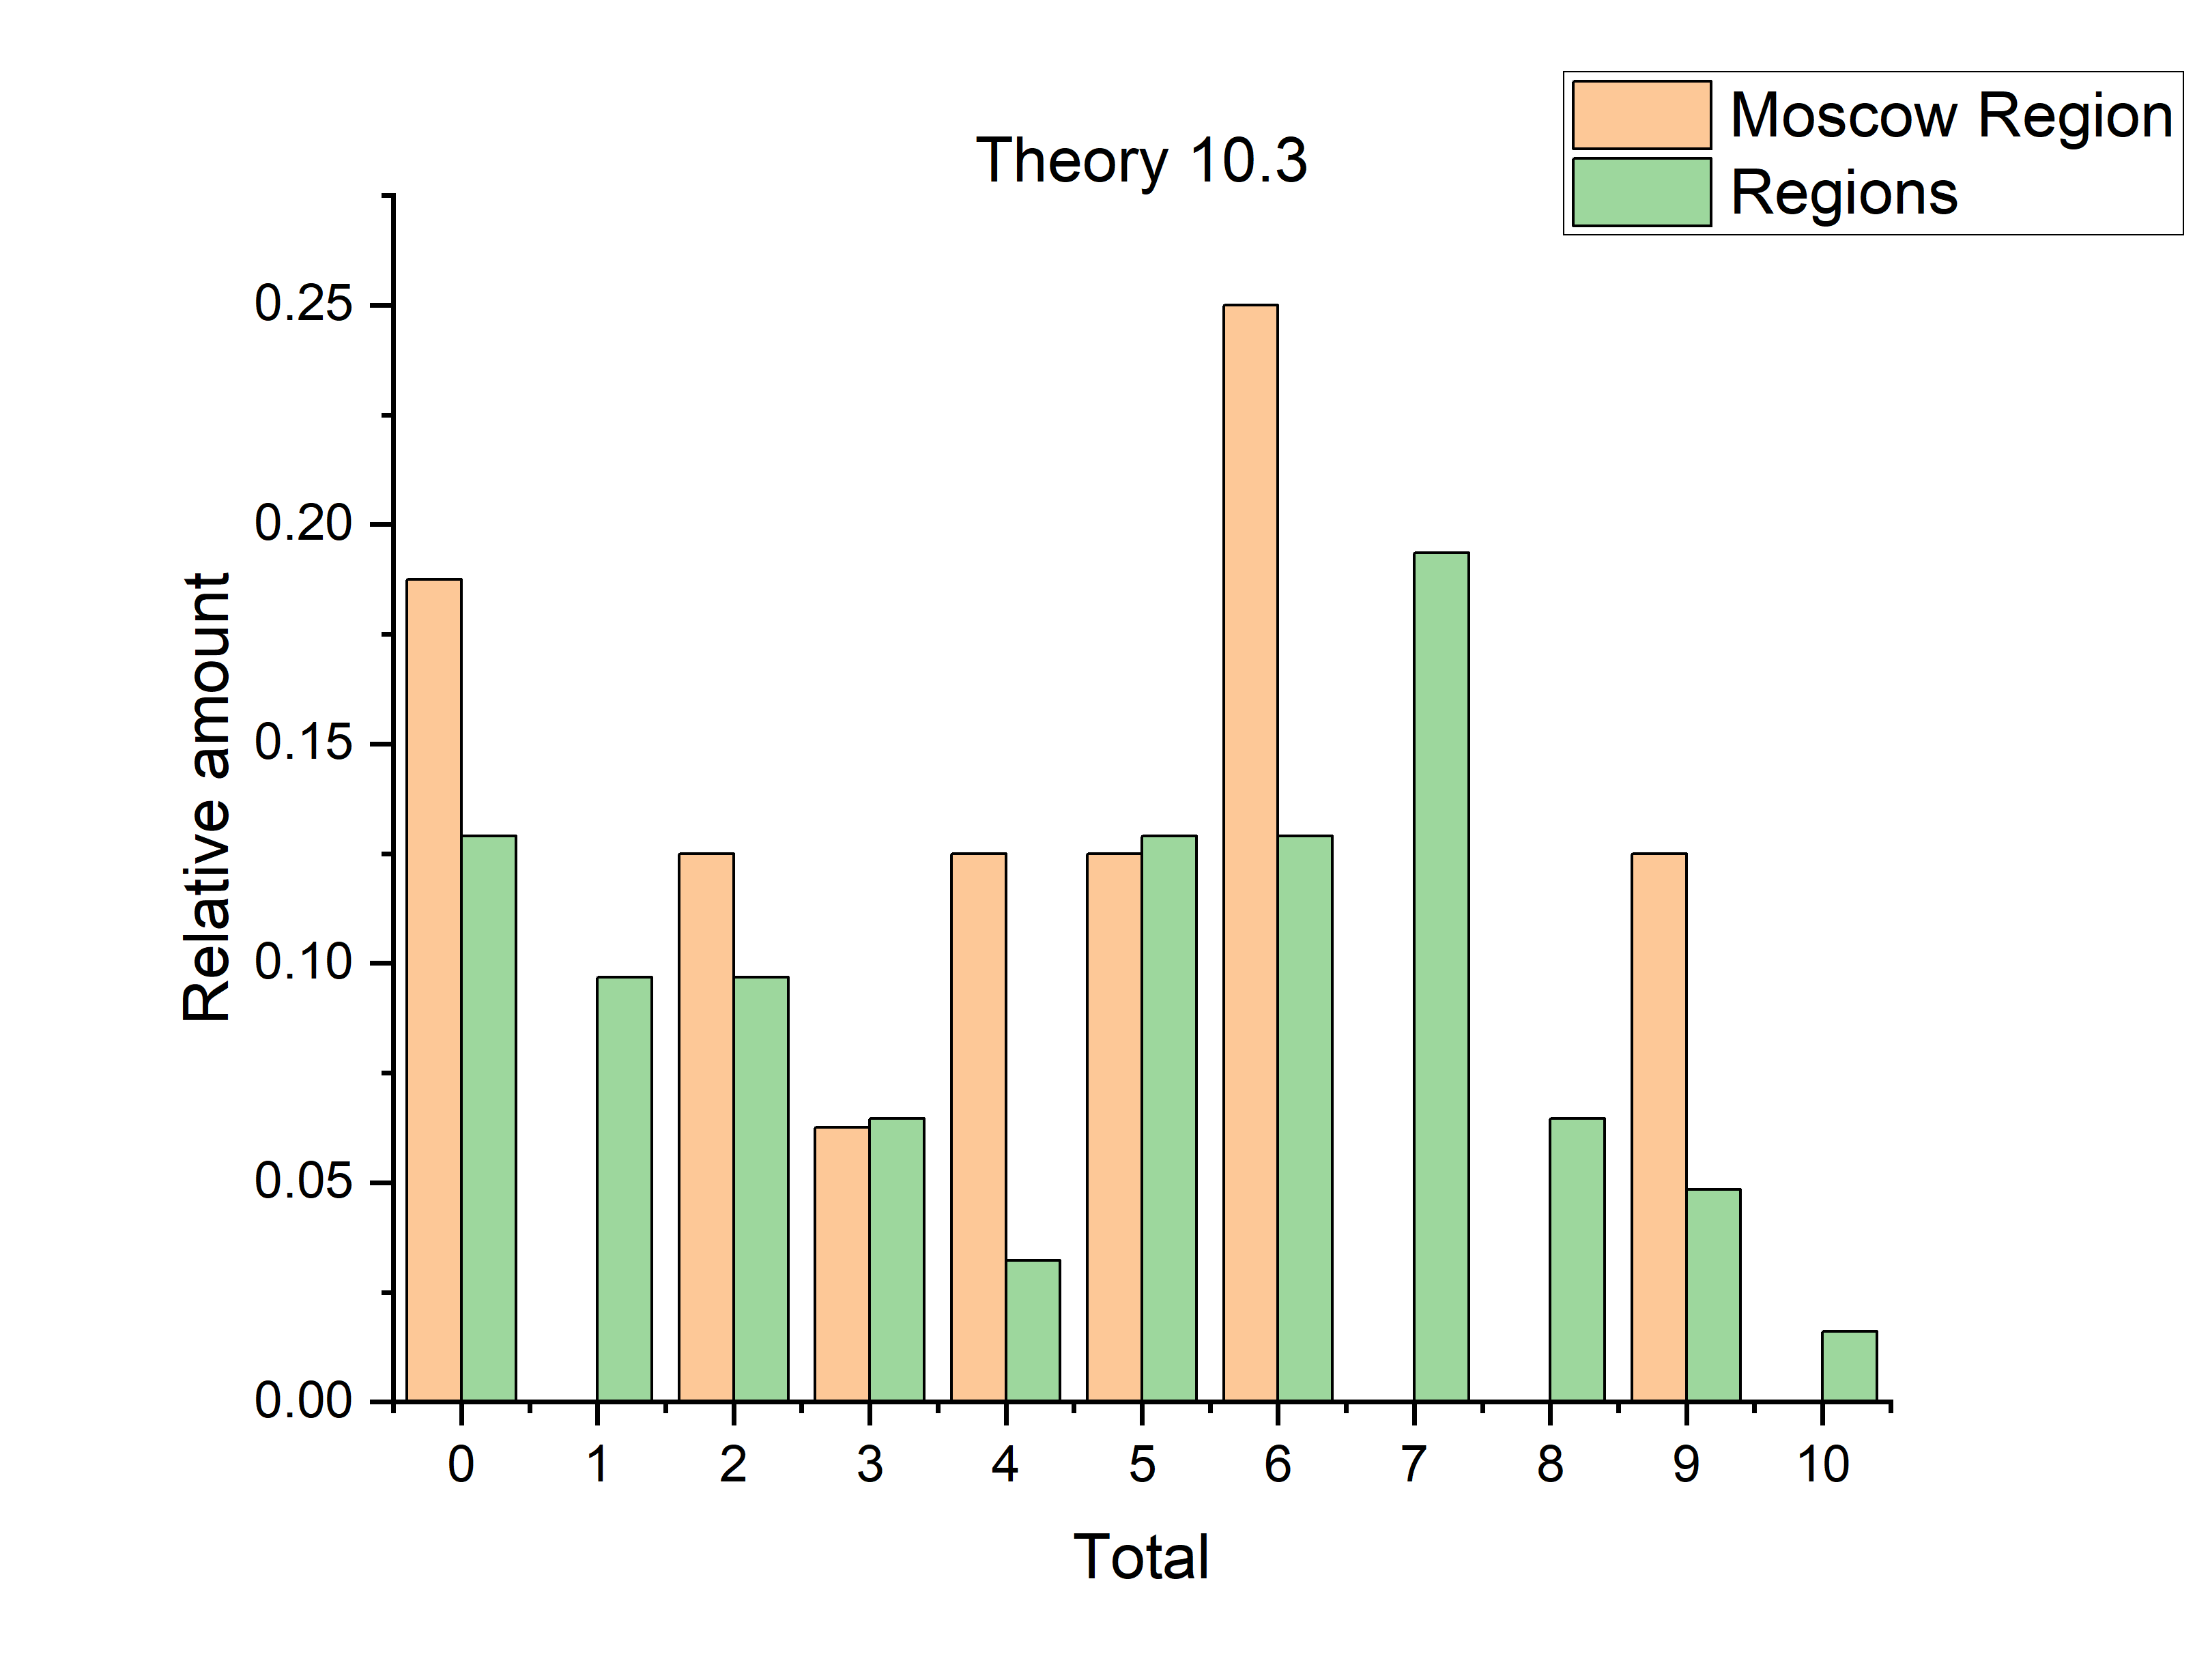 Moscow Region
Regions
Theory 10.3
Relative amount
0.25
0.20
0.15
0.10
0.05
0.00
0 1 2 3 4 5 6 7 8 9 10
Total